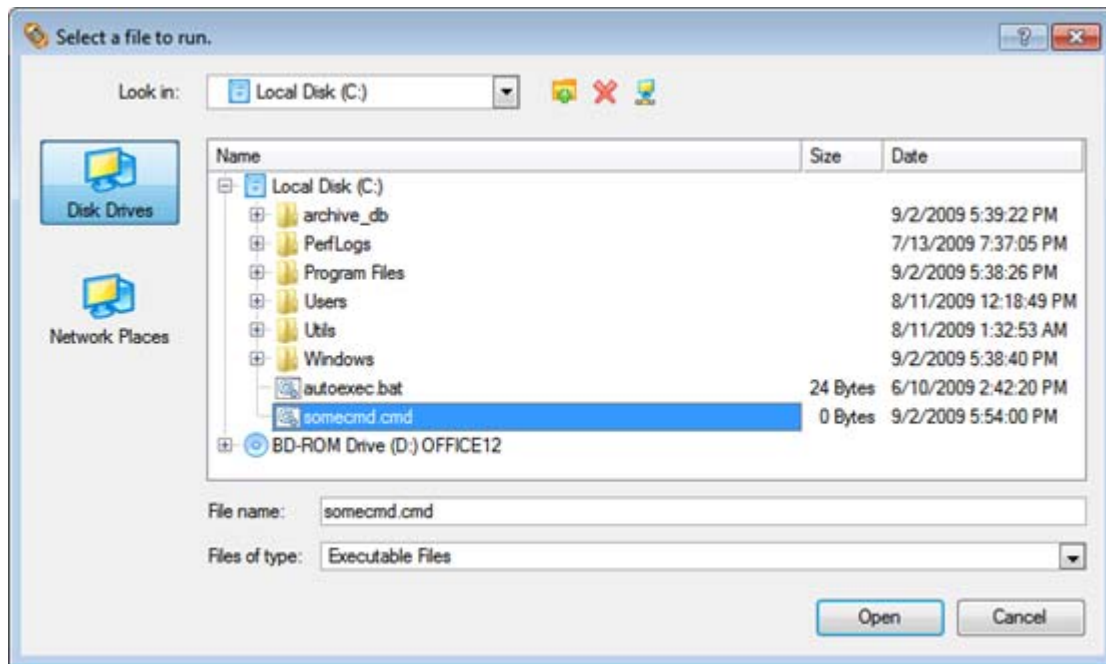 Select a file to run.
Look in: Local Disk (C:)
Disk Drives
Network Places
Name Size Date
Local Disk (C:)
archive_db 9/2/2009 5:39:22 PM
PerfLogs 7/13/2009 7:37:05 PM
Program Files 9/2/2009 5:38:26 PM
Users 8/11/2009 12:18:49 PM
Utils 8/11/2009 1:32:53 AM
Windows 9/2/2009 5:38:40 PM
autoexec.bat 24 Bytes 6/10/2009 2:42:20 PM
somecmd.cmd 0 Bytes 9/2/2009 5:54:00 PM
BD-ROM Drive (D:) OFFICE12
File name: somecmd.cmd
Files of type: Executable Files
Open Cancel